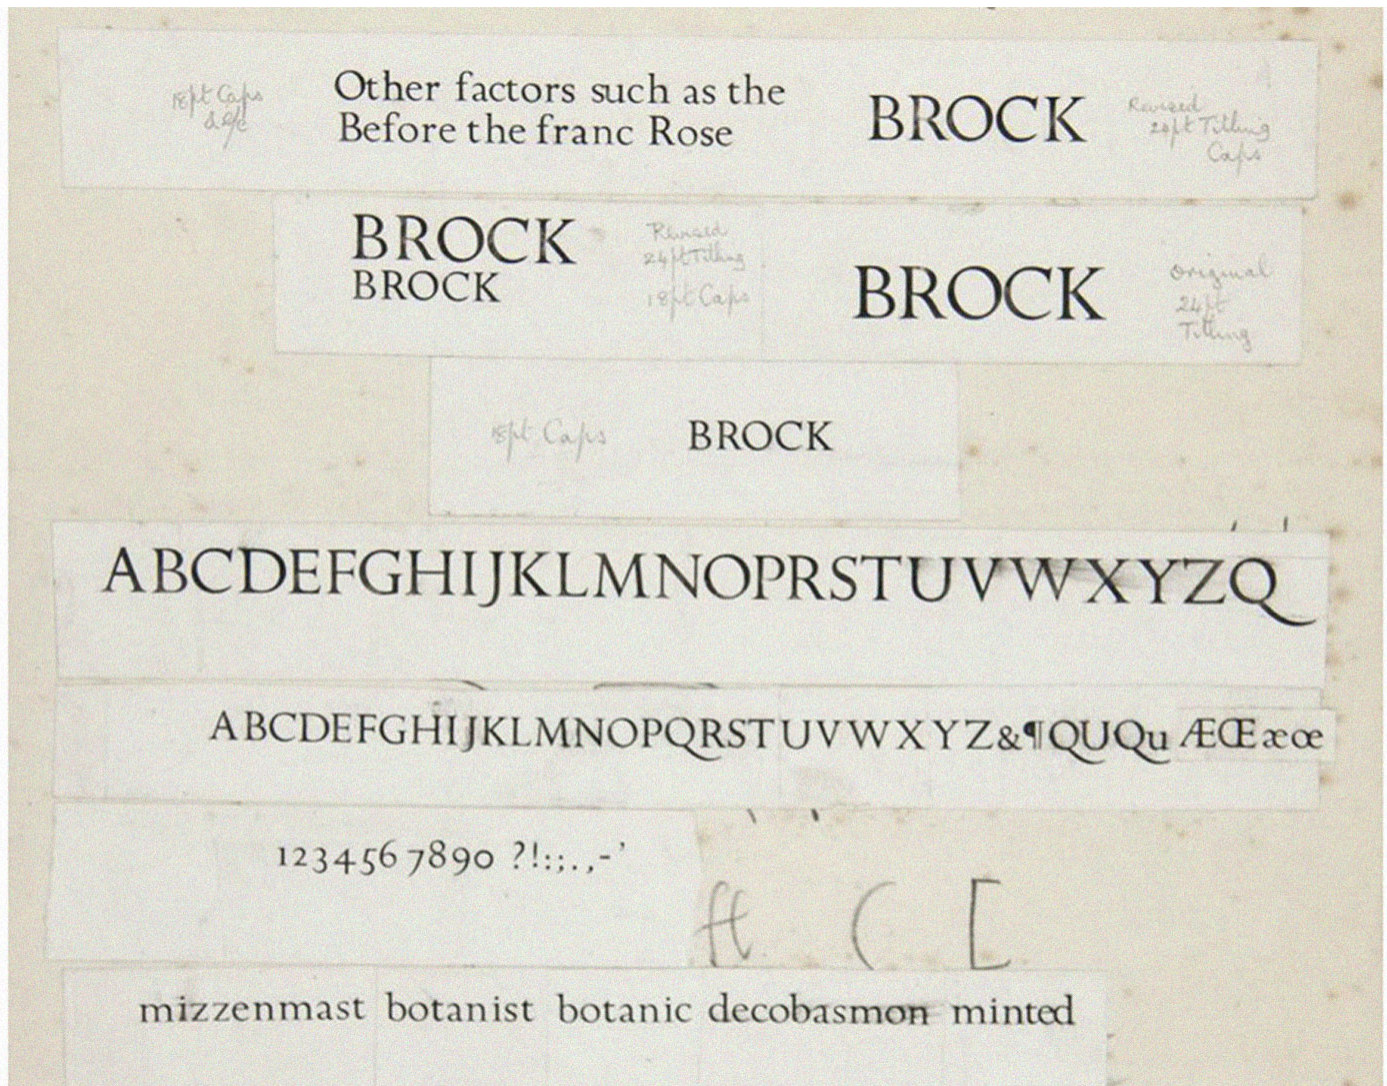 18pt Caps
& l/c
Other factors such as the
Before the franc Rose
BROCK
Revised
24pt Titling
Caps
BROCK
BROCK
Revised
24pt Titling
18pt Caps
BROCK
Original
24pt
Titling
18pt Caps
BROCK
ABCDEFGHIJKLMNOPRSTUVWXYZQ
ABCDEFGHIJKLMNOPQRSTUVWXYZ&¶QUQu ÆŒæœ
1234567890 ?!:;.,-’
ft ( [
mizzenmast botanist botanic decobasmon minted